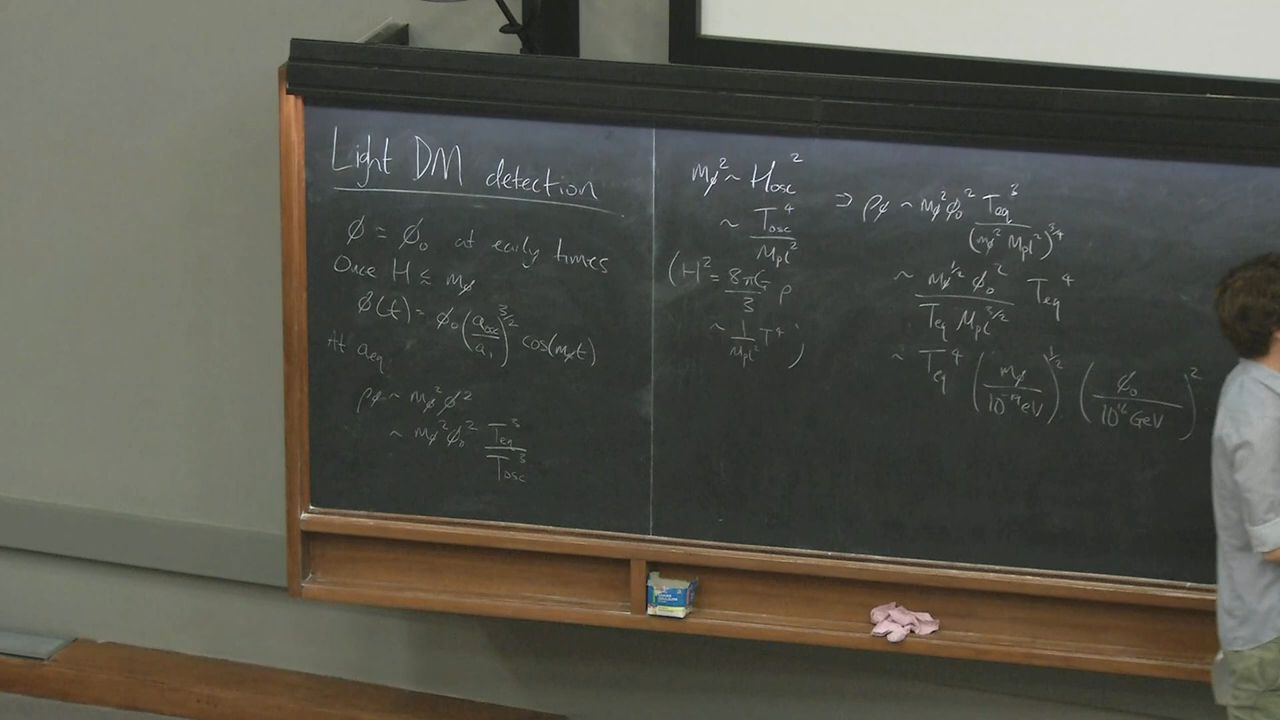 Light DM detection
ϕ = ϕ₀ at early times
Once H ≲ m_ϕ
ϕ(t) = ϕ₀ (a_osc/a)^{3/2} cos(m_ϕ t)
At a_eq,
ρ_ϕ ~ m_ϕ² ϕ²
~ m_ϕ² ϕ₀² T_eq³/T_osc³
m_ϕ² ~ H_osc²
~ T_osc⁴/M_pl²
(H² = 8πG/3 ρ
~ 1/M_pl² T⁴)
⇒ ρ_ϕ ~ m_ϕ² ϕ₀² T_eq³/(m_ϕ² M_pl²)^{3/4}
~ m_ϕ^{1/2} ϕ₀²/(T_eq M_pl^{3/2}) T_eq⁴
~ T_eq⁴ (m_ϕ/10⁻¹⁹ eV)^{1/2} (ϕ₀/10¹⁶ GeV)²